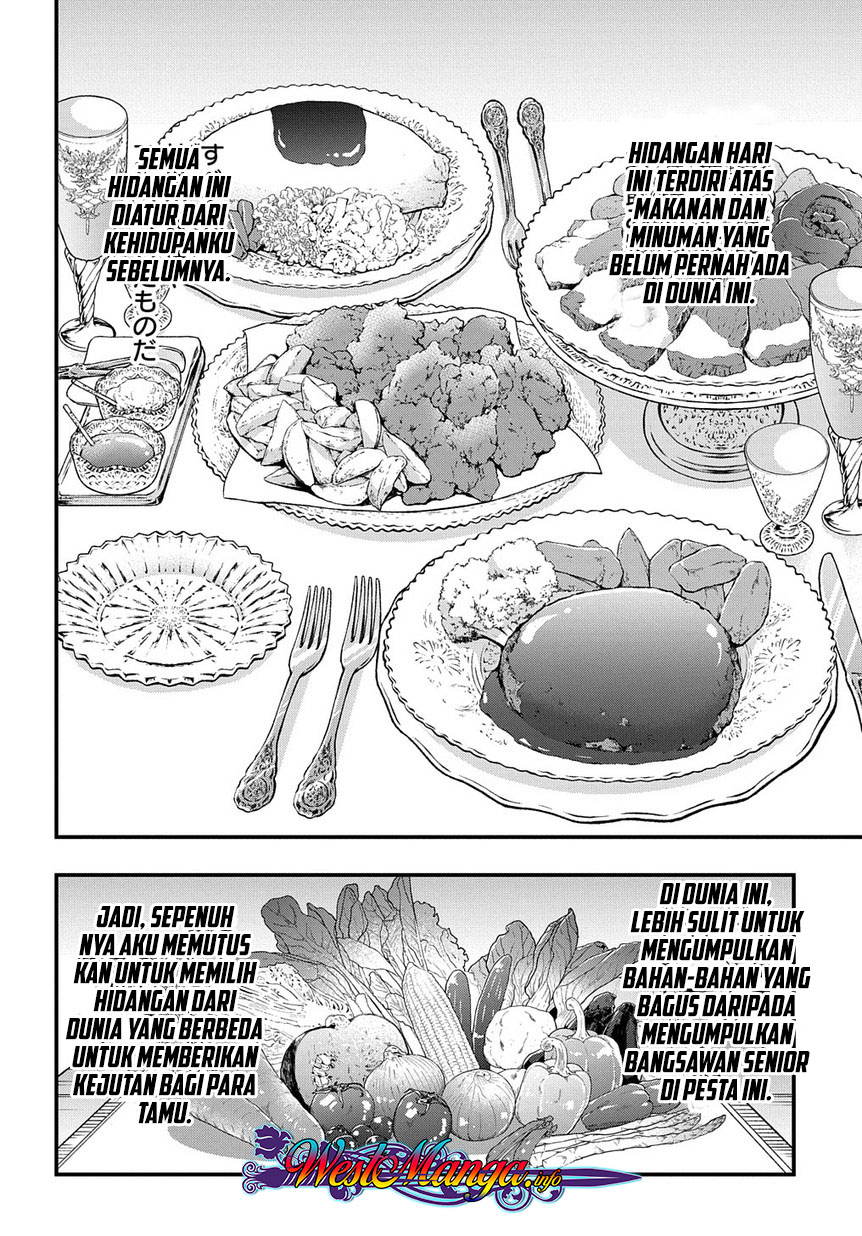 HIDANGAN HARI
INI TERDIRI ATAS
MAKANAN DAN
MINUMAN YANG
BELUM PERNAH ADA
DI DUNIA INI.
SEMUA
HIDANGAN INI
DIATUR DARI
KEHIDUPANKU
SEBELUMNYA.
す
ものだ
DI DUNIA INI,
LEBIH SULIT UNTUK
MENGUMPULKAN
BAHAN-BAHAN YANG
BAGUS DARIPADA
MENGUMPULKAN
BANGSAWAN SENIOR
DI PESTA INI.
JADI, SEPENUH
NYA AKU MEMUTUS
KAN UNTUK MEMILIH
HIDANGAN DARI
DUNIA YANG BERBEDA
UNTUK MEMBERIKAN
KEJUTAN BAGI PARA
TAMU.
WestManga.info